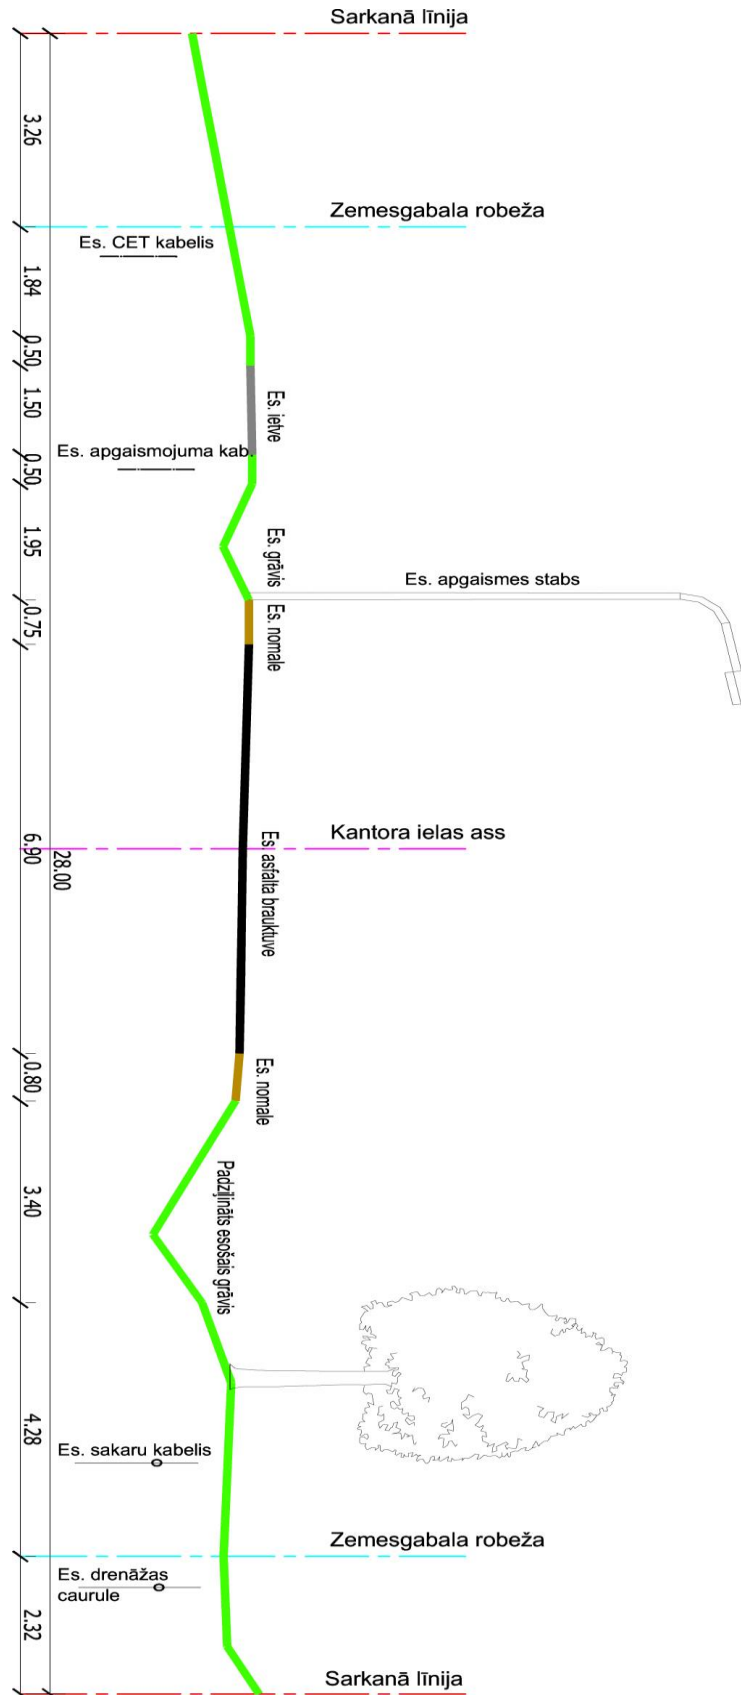 Sarkanā līnija
3.26
Zemesgabala robeža
Es. CET kabelis
1.84
0.50
1.50
Es. ietve
Es. apgaismojuma kab.
0.50
1.95
Es. grāvis
Es. apgaismes stabs
0.75
Es. nomale
Kantora ielas ass
6.90
28.00
Es. asfalta brauktuve
0.80
Es. nomale
3.40
Padziļināts esošais grāvis
4.28
Es. sakaru kabelis
Zemesgabala robeža
Es. drenāžas
caurule
2.32
Sarkanā līnija